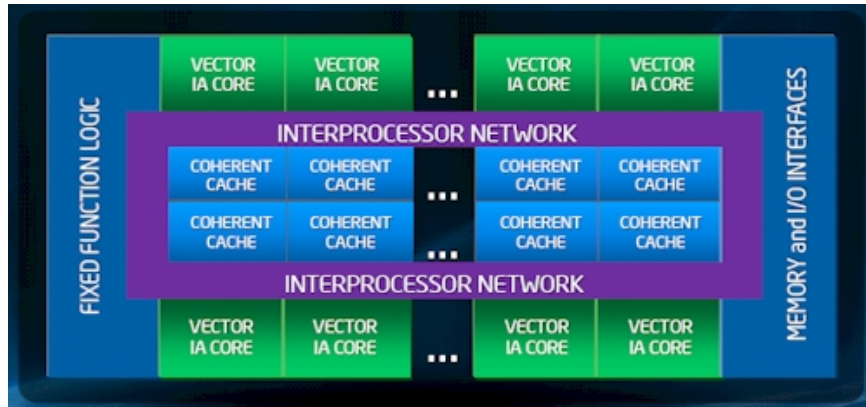 FIXED FUNCTION LOGIC
VECTOR
IA CORE
VECTOR
IA CORE
...
VECTOR
IA CORE
VECTOR
IA CORE
INTERPROCESSOR NETWORK
COHERENT
CACHE
COHERENT
CACHE
...
COHERENT
CACHE
COHERENT
CACHE
COHERENT
CACHE
COHERENT
CACHE
...
COHERENT
CACHE
COHERENT
CACHE
INTERPROCESSOR NETWORK
VECTOR
IA CORE
VECTOR
IA CORE
...
VECTOR
IA CORE
VECTOR
IA CORE
MEMORY and I/O INTERFACES